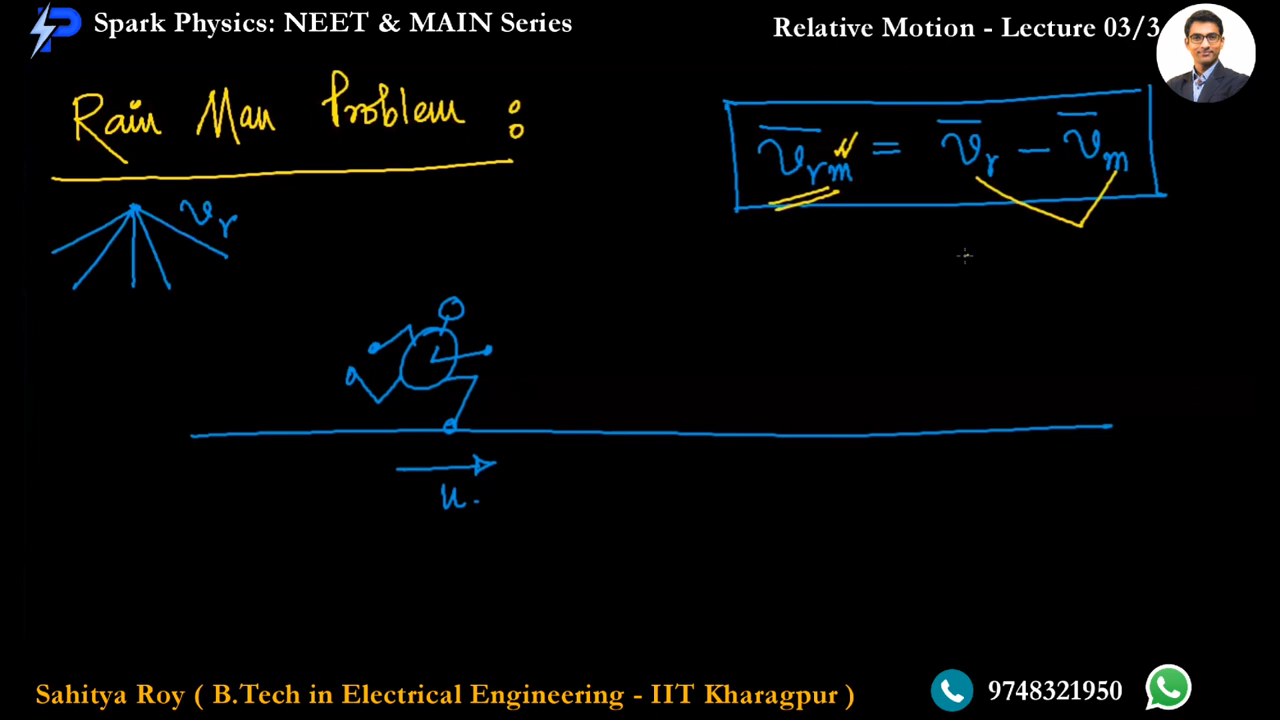 Spark Physics: NEET & MAIN Series
Relative Motion - Lecture 03/3
Rain Man Problem :
v̅rm = v̅r − v̅m
vr
u.
Sahitya Roy ( B.Tech in Electrical Engineering - IIT Kharagpur )
9748321950